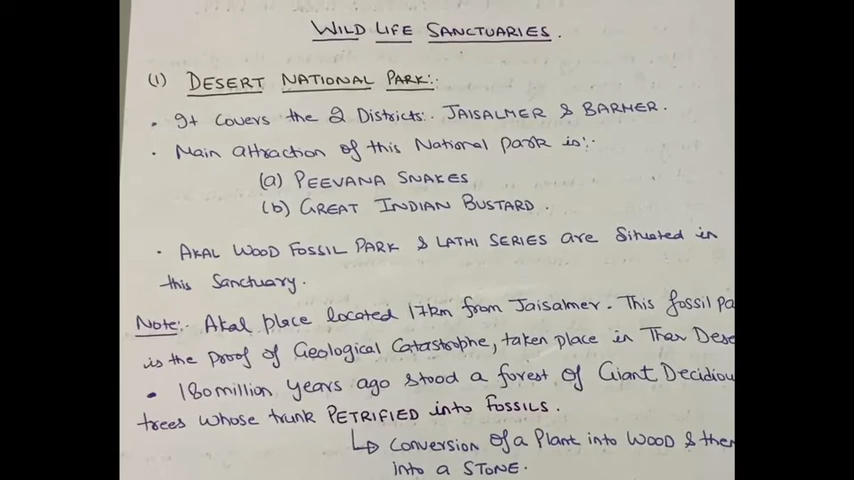 WILD LIFE SANCTUARIES.
(1) DESERT NATIONAL PARK:-
• It covers the 2 Districts:- JAISALMER & BARMER.
• Main attraction of this National park is:-
(a) PEEVANA SNAKES
(b) GREAT INDIAN BUSTARD.
• AKAL WOOD FOSSIL PARK & LATHI SERIES are Situated in
this Sanctuary.
Note:- Akal place located 17km from Jaisalmer. This fossil pa
is the proof of Geological Catastrophe, taken place in Thar Dese
• 180 million years ago stood a forest of Giant Decidiou
trees whose trunk PETRIFIED into FOSSILS.
↳ Conversion of a Plant into WOOD & then
into a STONE.